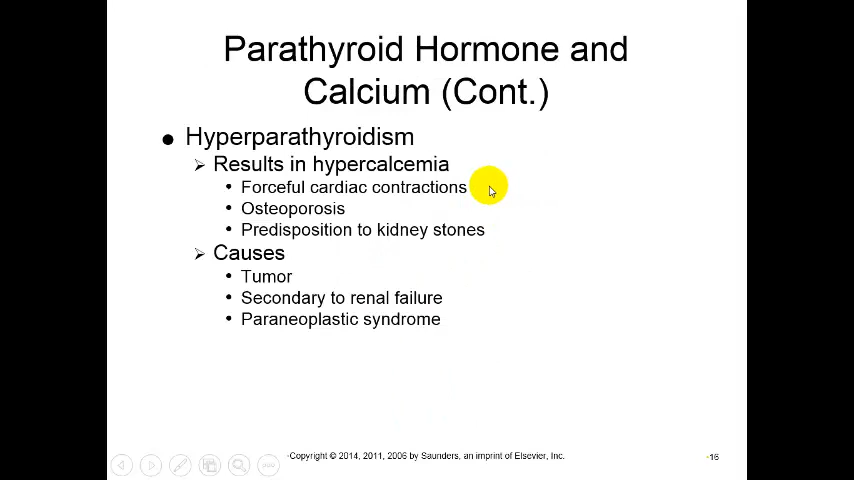 Parathyroid Hormone and
Calcium (Cont.)
● Hyperparathyroidism
➢ Results in hypercalcemia
• Forceful cardiac contractions
• Osteoporosis
• Predisposition to kidney stones
➢ Causes
• Tumor
• Secondary to renal failure
• Paraneoplastic syndrome
•Copyright © 2014, 2011, 2006 by Saunders, an imprint of Elsevier, Inc.
•16